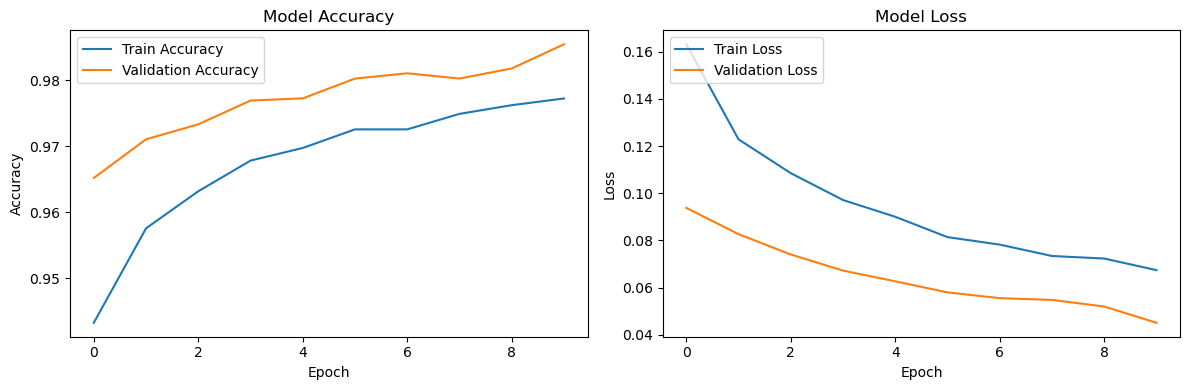 Model Accuracy
Train Accuracy
Validation Accuracy
0.98
0.97
0.96
0.95
Accuracy
0 2 4 6 8
Epoch
Model Loss
Train Loss
Validation Loss
0.16
0.14
0.12
0.10
0.08
0.06
0.04
Loss
0 2 4 6 8
Epoch